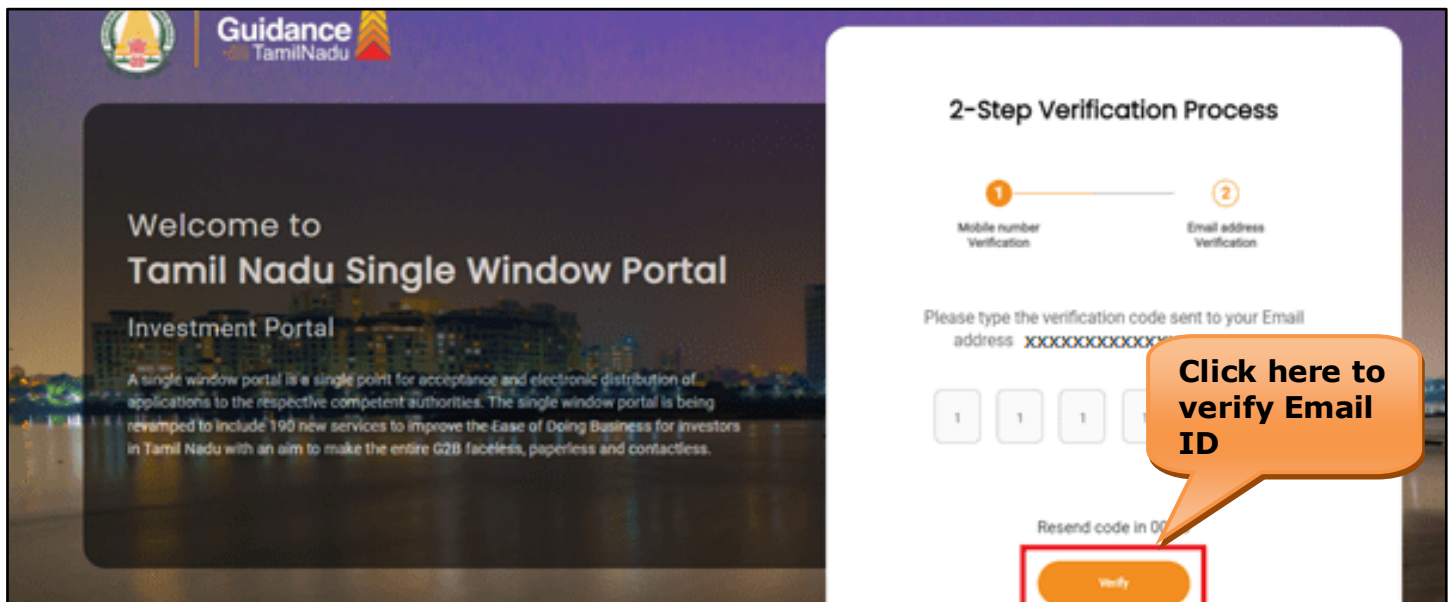 Guidance
TamilNadu
Welcome to
Tamil Nadu Single Window Portal
Investment Portal
A single window portal is a single point for acceptance and electronic distribution of
applications to the respective competent authorities. The single window portal is being
revamped to include 190 new services to improve the Ease of Doing Business for investors
in Tamil Nadu with an aim to make the entire G2B faceless, paperless and contactless.
2-Step Verification Process
1
2
Mobile number
Verification
Email address
Verification
Please type the verification code sent to your Email
address XXXXXXXXXXXXX
1 1 1 1
Click here to
verify Email
ID
Resend code in
Verify